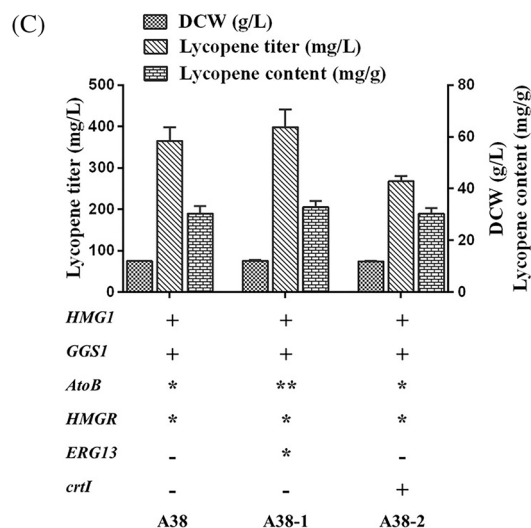 (C)
DCW (g/L)
Lycopene titer (mg/L)
Lycopene content (mg/g)
Lycopene titer (mg/L)
500
400
300
200
100
0
80
60
40
20
0
DCW (g/L)
Lycopene content (mg/g)
HMG1 + + +
GGS1 + + +
AtoB * ** *
HMGR * * *
ERG13 - * -
crtI - - +
A38 A38-1 A38-2